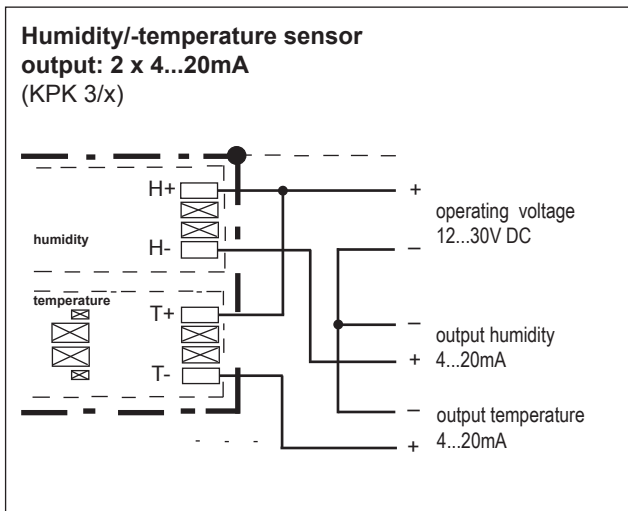 Humidity/-temperature sensor
output: 2 x 4...20mA
(KPK 3/x)
H+
+
operating voltage
12...30V DC
humidity
H-
–
temperature
T+
–
output humidity
+
4...20mA
T-
–
output temperature
+
4...20mA